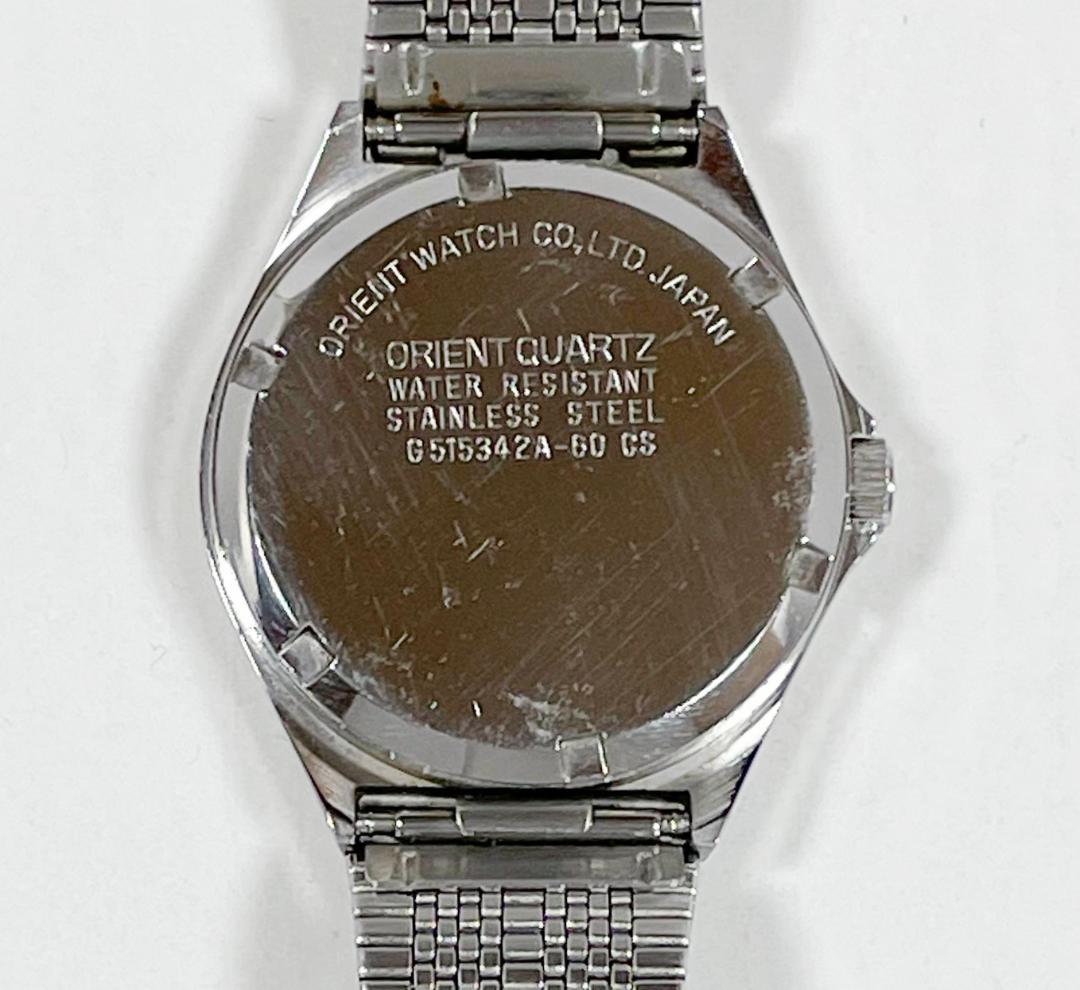 ORIENT WATCH CO., LTD. JAPAN
ORIENT QUARTZ
WATER RESISTANT
STAINLESS STEEL
G515342A-60 CS